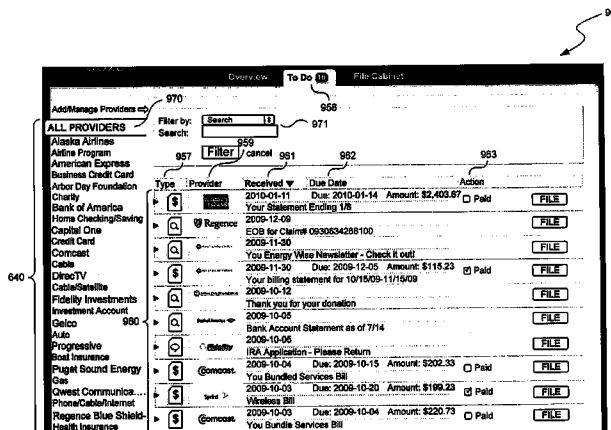 9
Overview To Do 10 File Cabinet
Add/Manage Providers
970
958
Filter by: Search
971
Search:
959
Filter / cancel
957
961
962
963
Type Provider Received Due Date Action
ALL PROVIDERS
Alaska Airlines
Airline Program
American Express
Business Credit Card
Arbor Day Foundation
Charity
Bank of America
Home Checking/Saving
Capital One
Credit Card
Comcast
Cable
DirecTV
Cable/Satellite
Fidelity Investments
Investment Account
Geico
Auto
Progressive
Boat Insurance
Puget Sound Energy
Gas
Qwest Communica....
Phone/Cable/Internet
Regence Blue Shield-
Health Insurance
640
960
$ 2010-01-11 Due: 2010-01-14 Amount: $2,403.67 Paid FILE
Your Statement Ending 1/8
Regence 2009-12-09 FILE
EOB for Claim# 0930634268100
2009-11-30 FILE
You Energy Wise Newsletter - Check it out!
$ 2009-11-30 Due: 2009-12-05 Amount: $115.23 Paid FILE
Your billing statement for 10/15/09-11/15/09
2009-10-12 FILE
Thank you for your donation
2009-10-05 FILE
Bank Account Statement as of 7/14
Fidelity 2009-10-05 FILE
IRA Application - Please Return
$ Comcast 2009-10-04 Due: 2009-10-15 Amount: $202.33 Paid FILE
You Bundled Services Bill
$ Sprint 2009-10-03 Due: 2009-10-20 Amount: $199.23 Paid FILE
Wireless Bill
$ Comcast 2009-10-03 Due: 2009-10-04 Amount: $220.73 Paid FILE
You Bundle Services Bill